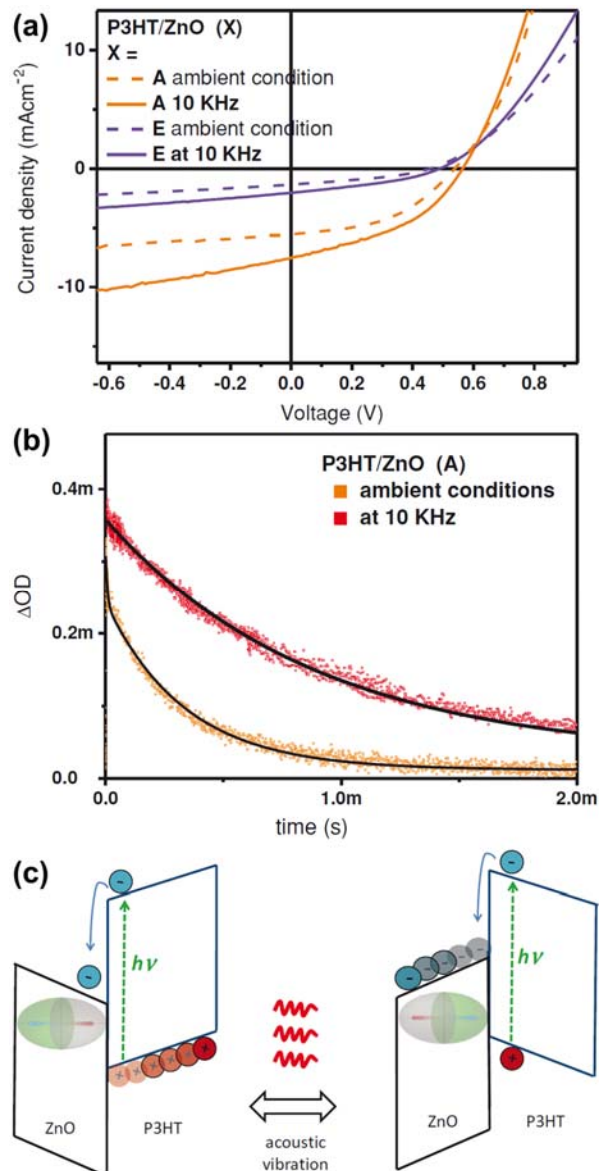 (a)
P3HT/ZnO (X)
X =
A ambient condition
A 10 KHz
E ambient condition
E at 10 KHz
Current density (mAcm-2)
10
0
-10
-0.6 -0.4 -0.2 0.0 0.2 0.4 0.6 0.8
Voltage (V)
(b)
P3HT/ZnO (A)
ambient conditions
at 10 KHz
ΔOD
0.4m
0.2m
0.0
0.0 1.0m 2.0m
time (s)
(c)
-
-
hν
+ + + + + +
ZnO P3HT
acoustic
vibration
-
- - - - -
hν
+
ZnO P3HT